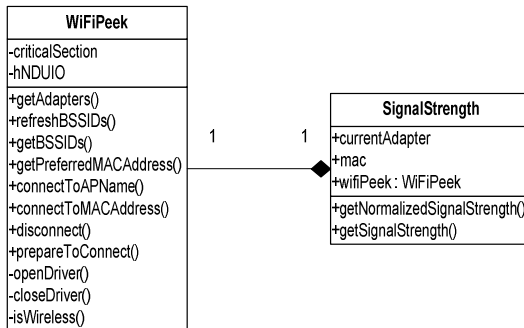 WiFiPeek
-criticalSection
-hNDUIO
+getAdapters()
+refreshBSSIDs()
+getBSSIDs()
+getPreferredMACAddress()
+connectToAPName()
+connectToMACAddress()
+disconnect()
+prepareToConnect()
-openDriver()
-closeDriver()
-isWireless()
1
1
SignalStrength
+currentAdapter
+mac
+wifiPeek : WiFiPeek
+getNormalizedSignalStrength()
+getSignalStrength()